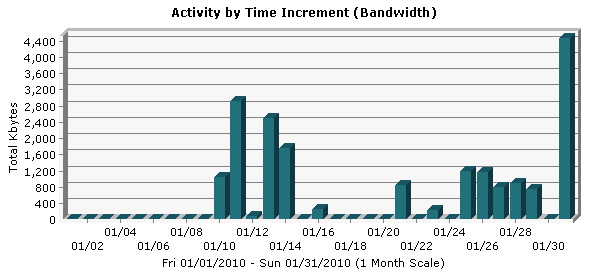 Activity by Time Increment (Bandwidth)
Total Kbytes
4,400
4,000
3,600
3,200
2,800
2,400
2,000
1,600
1,200
800
400
0
01/04 01/08 01/12 01/16 01/20 01/24 01/28
01/02 01/06 01/10 01/14 01/18 01/22 01/26 01/30
Fri 01/01/2010 - Sun 01/31/2010 (1 Month Scale)